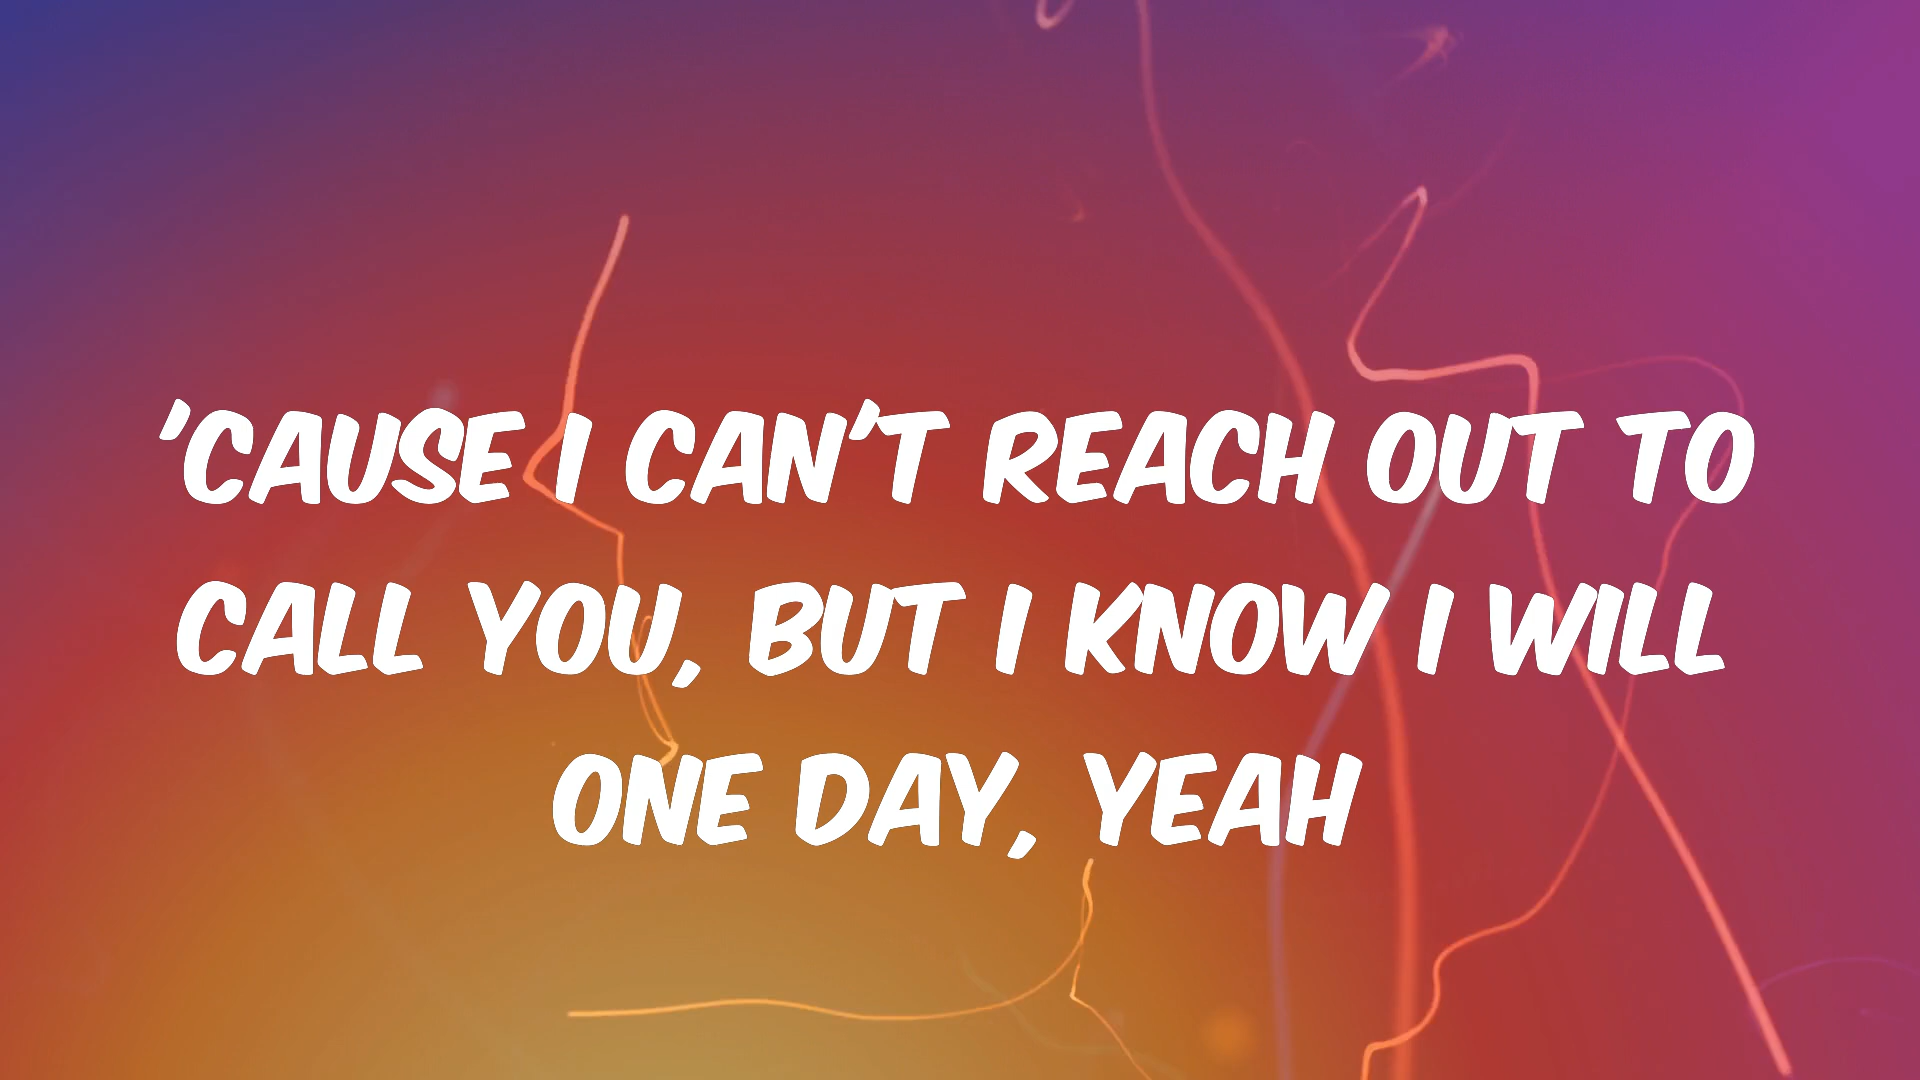 'CAUSE I CAN'T REACH OUT TO
CALL YOU, BUT I KNOW I WILL
ONE DAY, YEAH